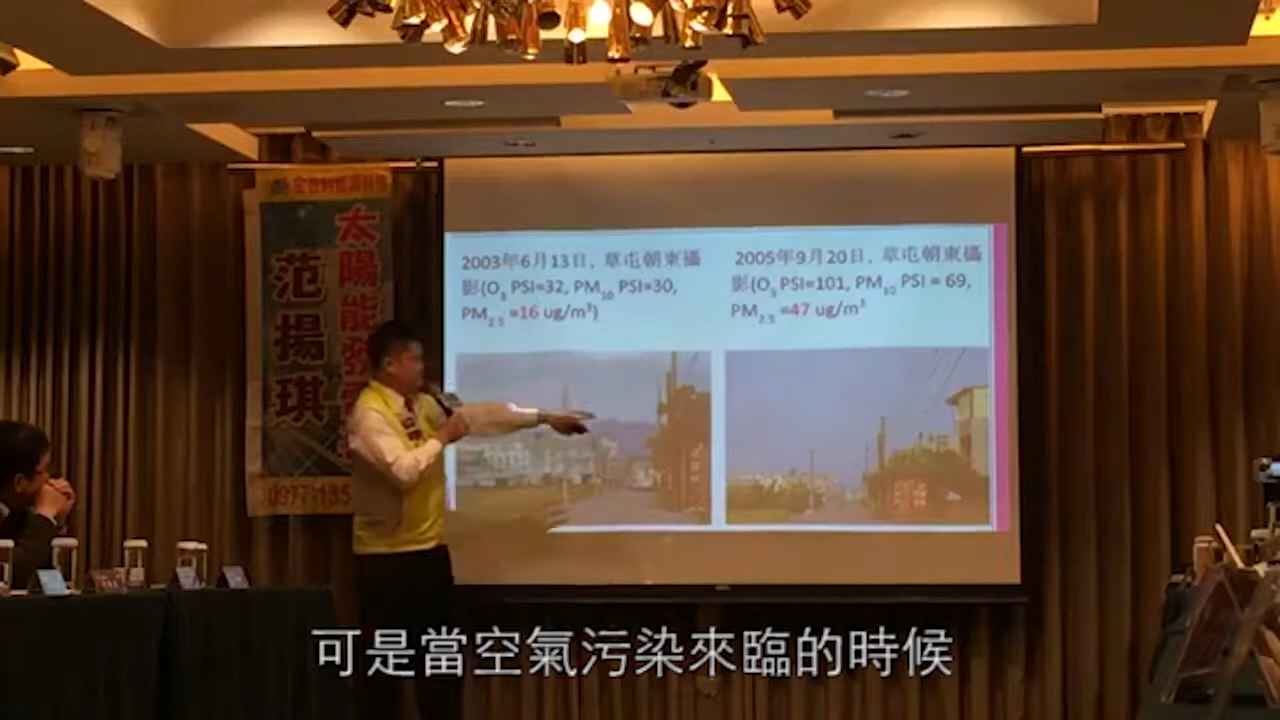 太陽能發電
范揚琪
2003年6月13日, 草屯朝東攝
影(O3 PSI=32, PM10 PSI=30,
PM2.5 =16 ug/m³)
2005年9月20日, 草屯朝東攝
影(O3 PSI=101, PM10 PSI = 69,
PM2.5 =47 ug/m³
可是當空氣污染來臨的時候